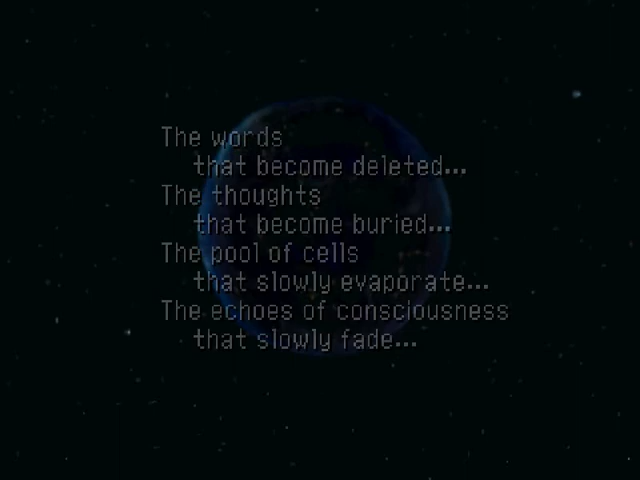 The words
that become deleted...
The thoughts
that become buried...
The pool of cells
that slowly evaporate...
The echoes of consciousness
that slowly fade...